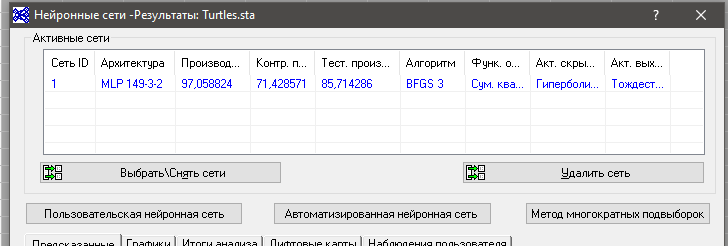 Нейронные сети -Результаты: Turtles.sta
Активные сети
Сеть ID Архитектура Производ... Контр. п... Тест. произ... Алгоритм Функ. о... Акт. скры... Акт. вых...
1 MLP 149-3-2 97,058824 71,428571 85,714286 BFGS 3 Сум. ква... Гиперболи... Тождест...
Выбрать\Снять сети Удалить сеть
Пользовательская нейронная сеть Автоматизированная нейронная сеть Метод многократных подвыборок
Предсказанные Графики Итоги анализа Лифтовые карты Наблюдения пользователя